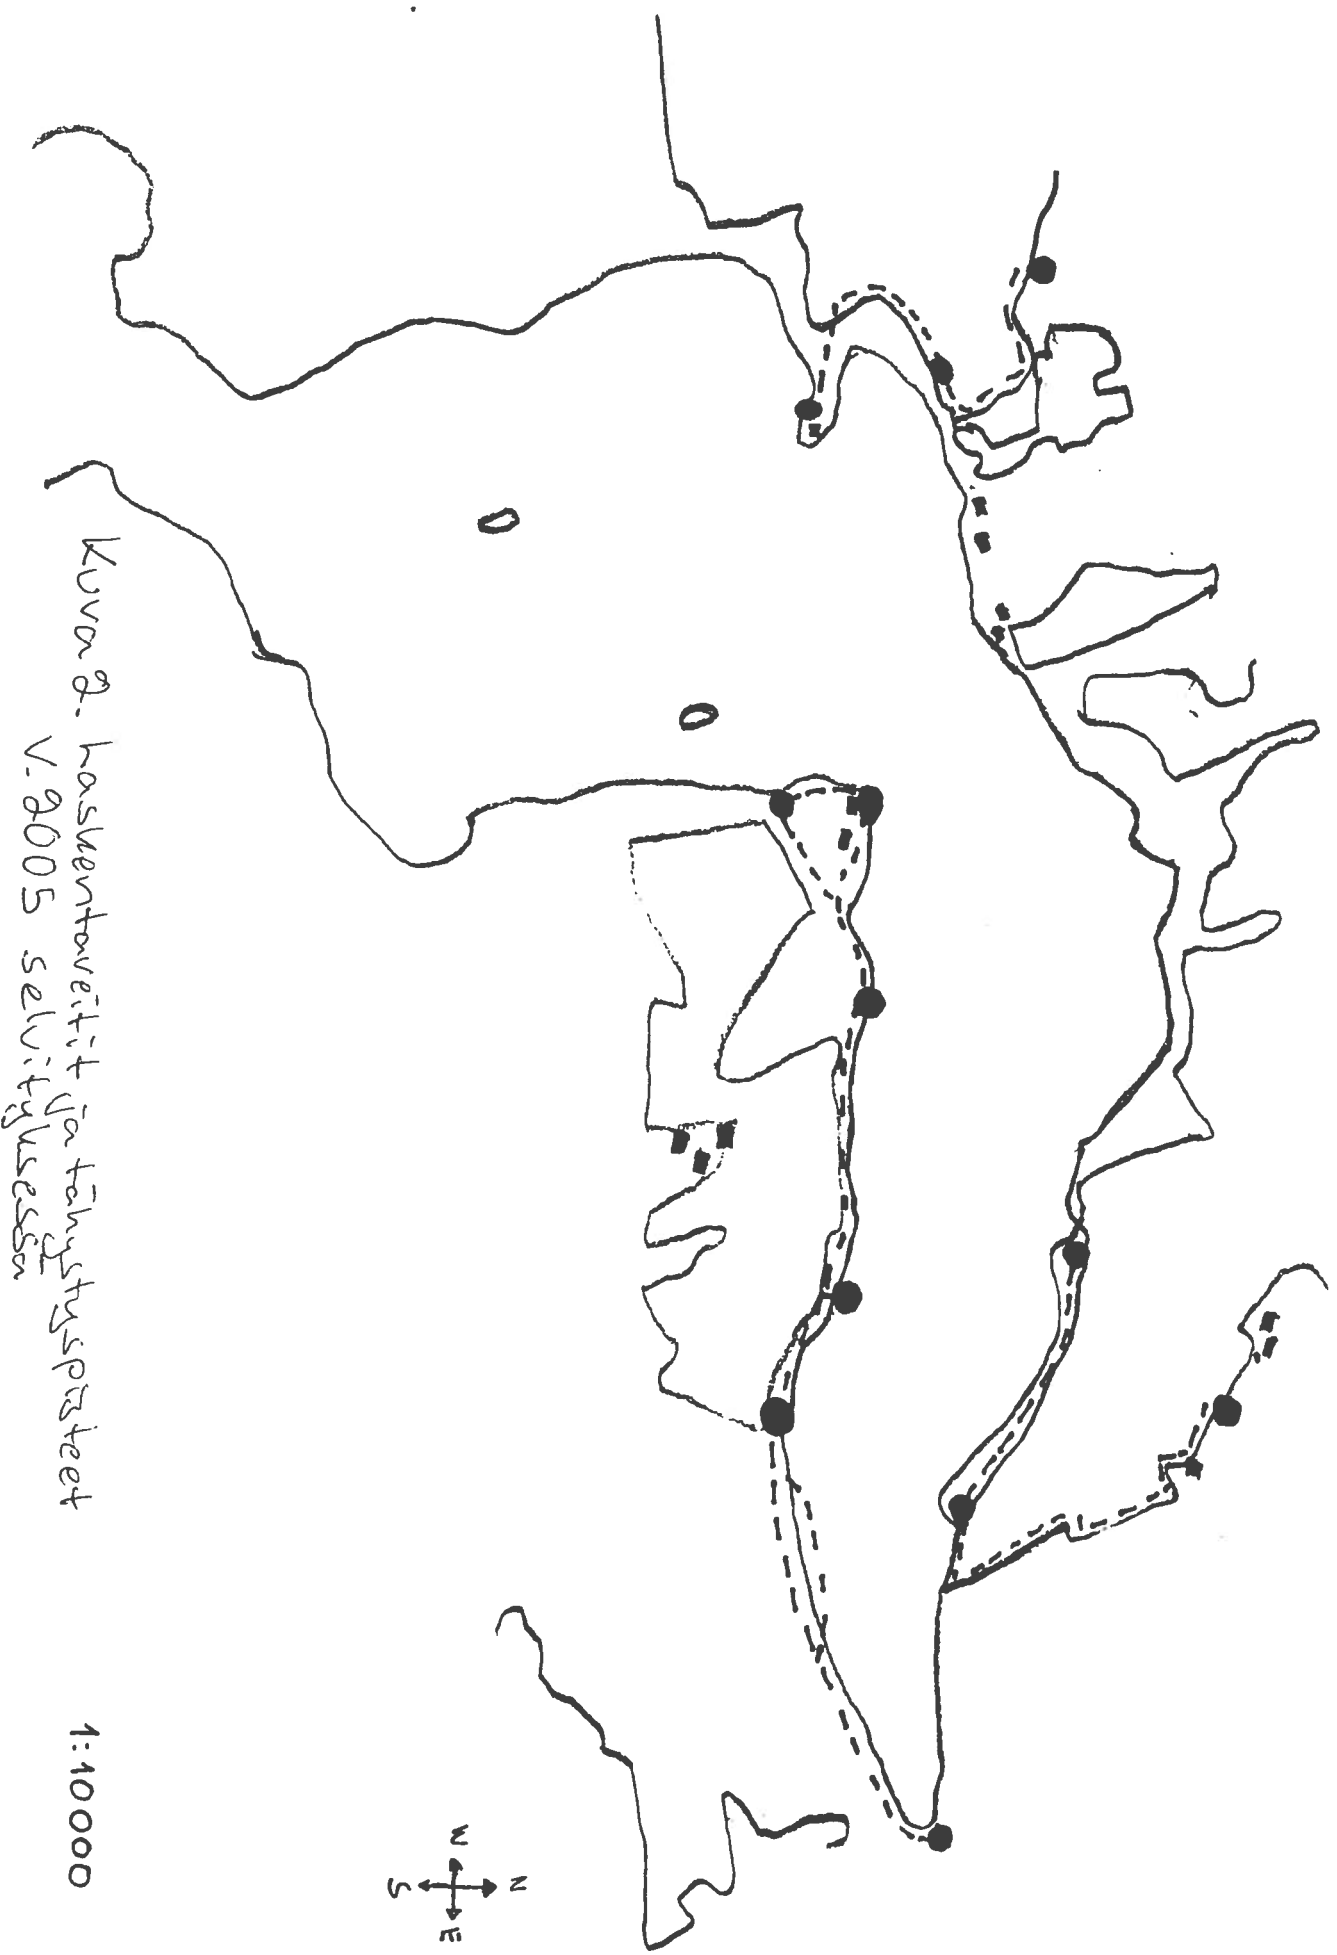 Kuva 2. Laskentareitit ja tähystyspisteet
v. 2005 selvityksessä
1:10000
N
W E
S